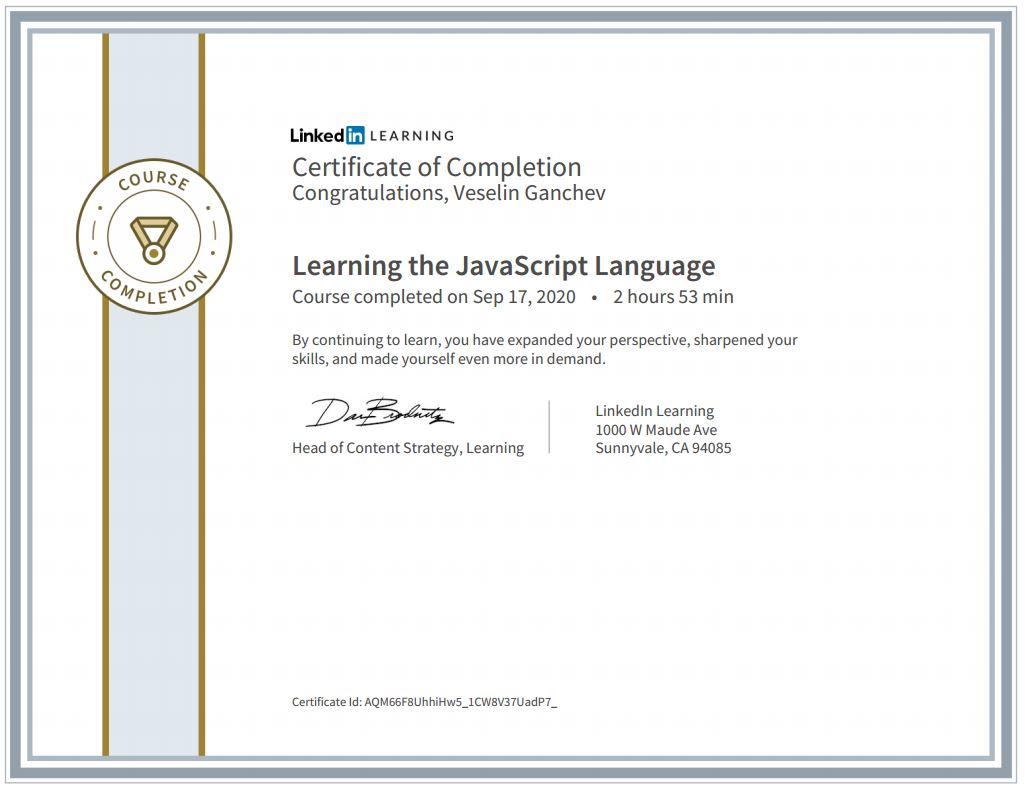 COURSE
COMPLETION
Linked in LEARNING
Certificate of Completion
Congratulations, Veselin Ganchev
Learning the JavaScript Language
Course completed on Sep 17, 2020 • 2 hours 53 min
By continuing to learn, you have expanded your perspective, sharpened your
skills, and made yourself even more in demand.
Head of Content Strategy, Learning
LinkedIn Learning
1000 W Maude Ave
Sunnyvale, CA 94085
Certificate Id: AQM66F8UhhiHw5_1CW8V37UadP7_